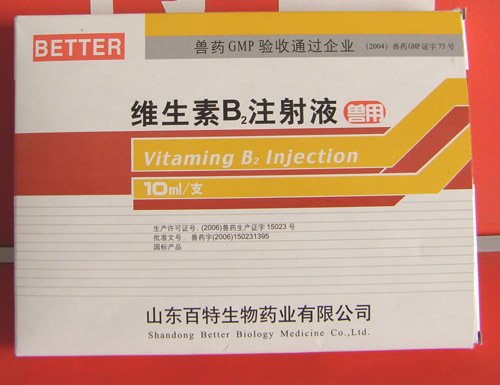 BETTER
兽药 GMP 验收通过企业 (2004) 兽药GMP证字75号
维生素B₂注射液 兽用
Vitaming B₂ Injection
10ml/支
生产许可证号: (2006)兽药生产证字15023号
批准文号: 兽药字(2006)150231395
国标产品
山东百特生物药业有限公司
Shandong Better Biology Medicine Co.,Ltd.